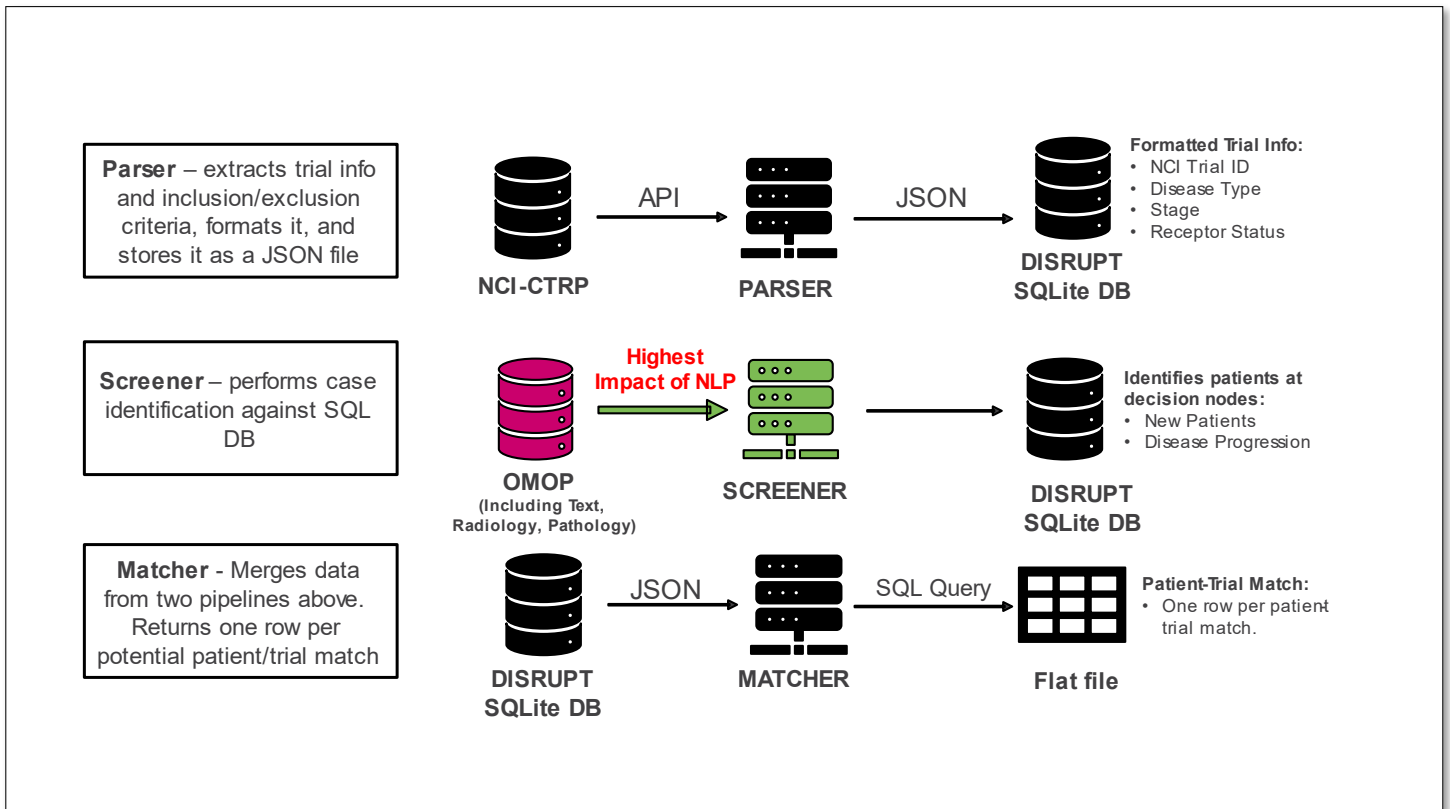 Parser – extracts trial info
and inclusion/exclusion
criteria, formats it, and
stores it as a JSON file
NCI-CTRP
API
PARSER
JSON
DISRUPT
SQLite DB
Formatted Trial Info:
• NCI Trial ID
• Disease Type
• Stage
• Receptor Status
Screener – performs case
identification against SQL
DB
OMOP
(Including Text,
Radiology, Pathology)
Highest
Impact of NLP
SCREENER
DISRUPT
SQLite DB
Identifies patients at
decision nodes:
• New Patients
• Disease Progression
Matcher - Merges data
from two pipelines above.
Returns one row per
potential patient/trial match
DISRUPT
SQLite DB
JSON
MATCHER
SQL Query
Flat file
Patient-Trial Match:
• One row per patient-
trial match.